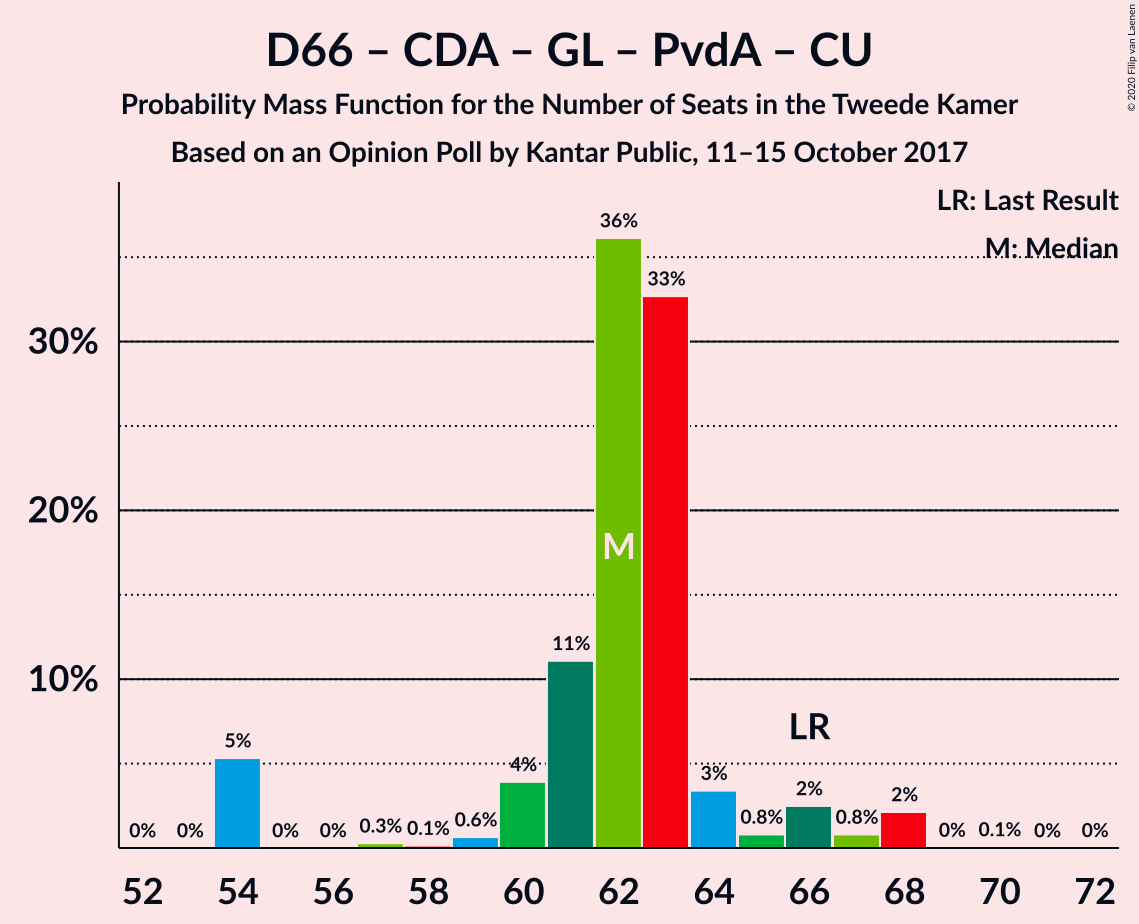 D66 – CDA – GL – PvdA – CU
Probability Mass Function for the Number of Seats in the Tweede Kamer
Based on an Opinion Poll by Kantar Public, 11–15 October 2017
© 2020 Filip van Laenen
LR: Last Result
M: Median
30%
20%
10%
0% 0% 5% 0% 0% 0.3% 0.1% 0.6% 4% 11% 36% 33% 3% 0.8% 2% 0.8% 2% 0% 0.1% 0% 0%
M
LR
52 54 56 58 60 62 64 66 68 70 72